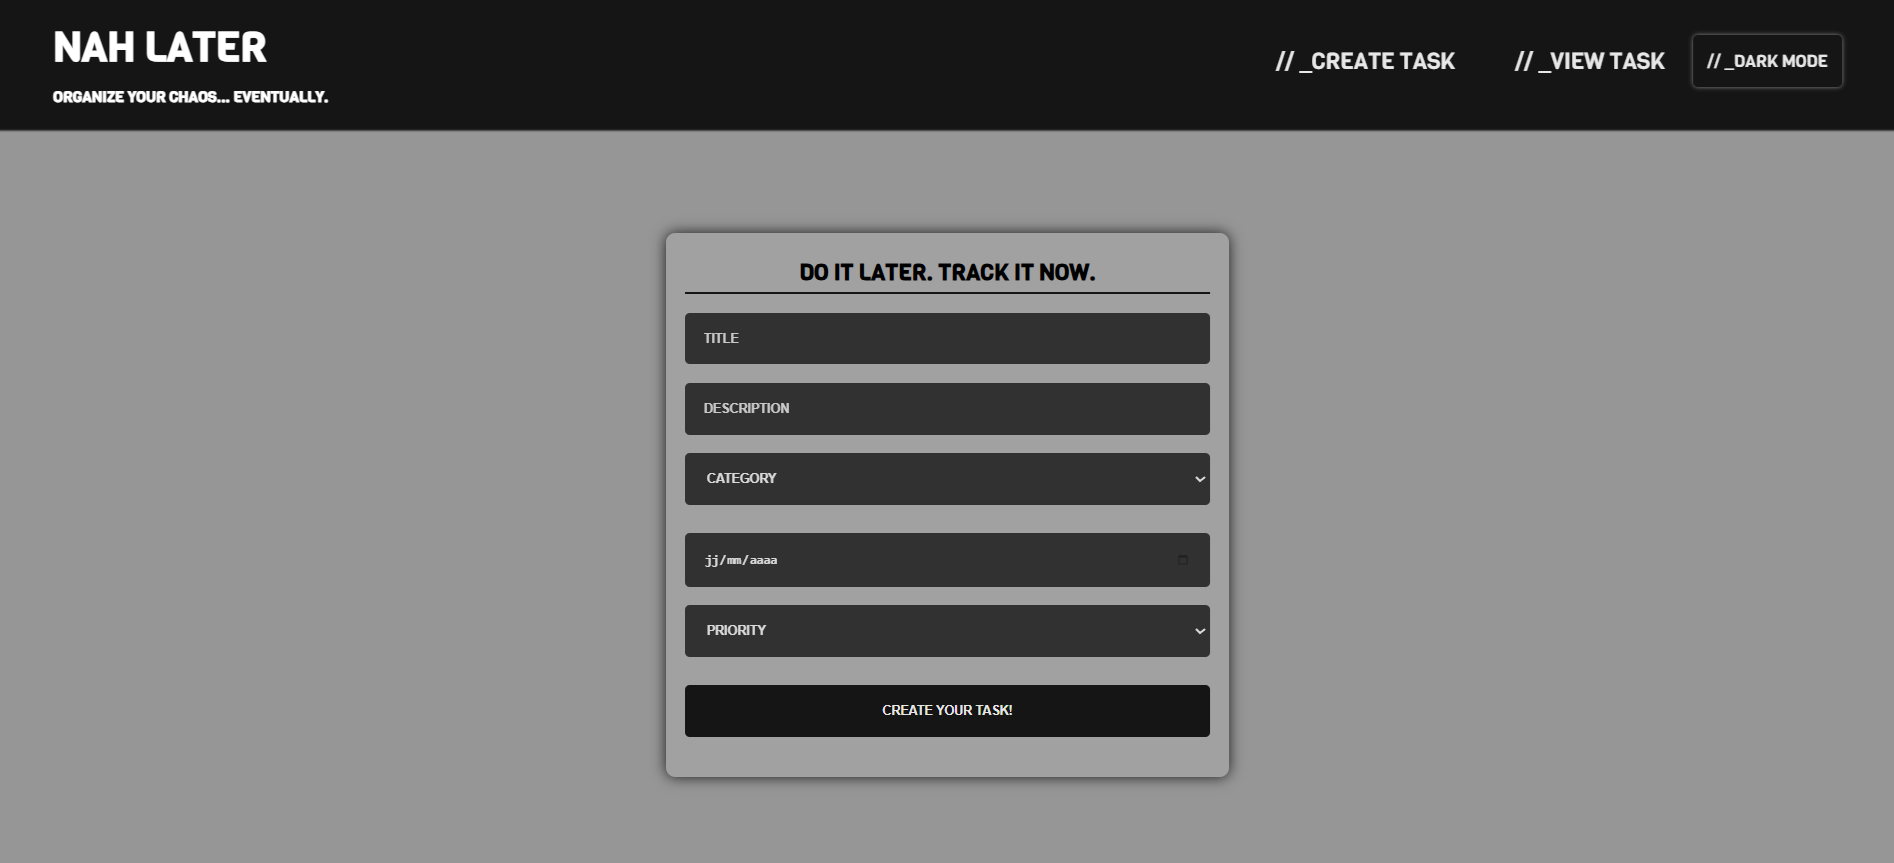 NAH LATER
ORGANIZE YOUR CHAOS... EVENTUALLY.
// _CREATE TASK
// _VIEW TASK
// _DARK MODE
DO IT LATER. TRACK IT NOW.
TITLE
DESCRIPTION
CATEGORY
jj/mm/aaaa
PRIORITY
CREATE YOUR TASK!